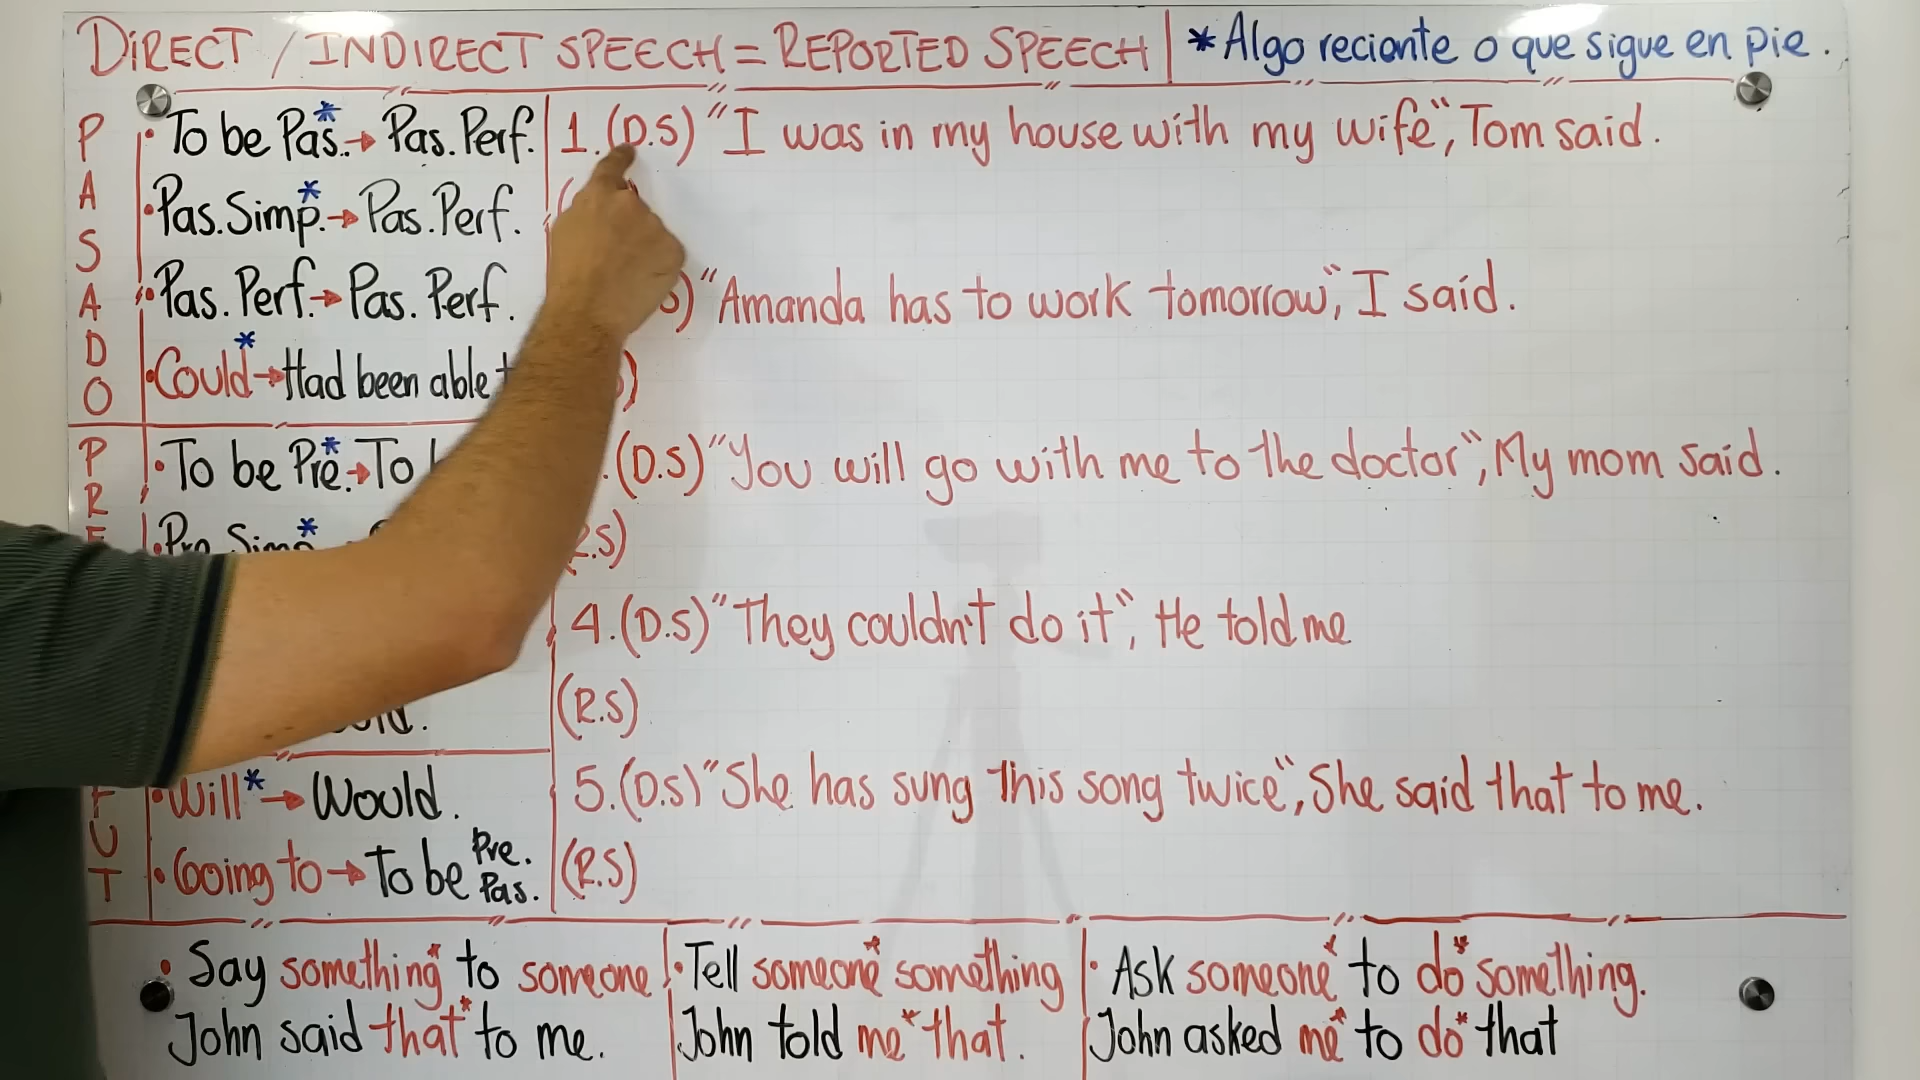 DIRECT / INDIRECT SPEECH = REPORTED SPEECH | *Algo reciante o que sigue en pie.
PASADO
• To be Pas.* → Pas. Perf.
• Pas. Simp.* → Pas. Perf.
• Pas. Perf. → Pas. Perf.
• Could* → Had been able
P
R
E
• To be Pre.* → To
• Pre Simp*
• Will* → Would.
• Going to → To be Pre. Pas.
F
U
T
1. (D.S) "I was in my house with my wife", Tom said.
S) "Amanda has to work tomorrow", I said.
(D.S) "You will go with me to the doctor", My mom said.
R.S)
4. (D.S) "They couldn't do it", He told me
(R.S)
5. (D.S) "She has sung this song twice", She said that to me.
(R.S)
• Say something* to someone
John said that* to me.
• Tell someone* something
John told me* that.
• Ask someone* to do* something.
John asked me* to do* that